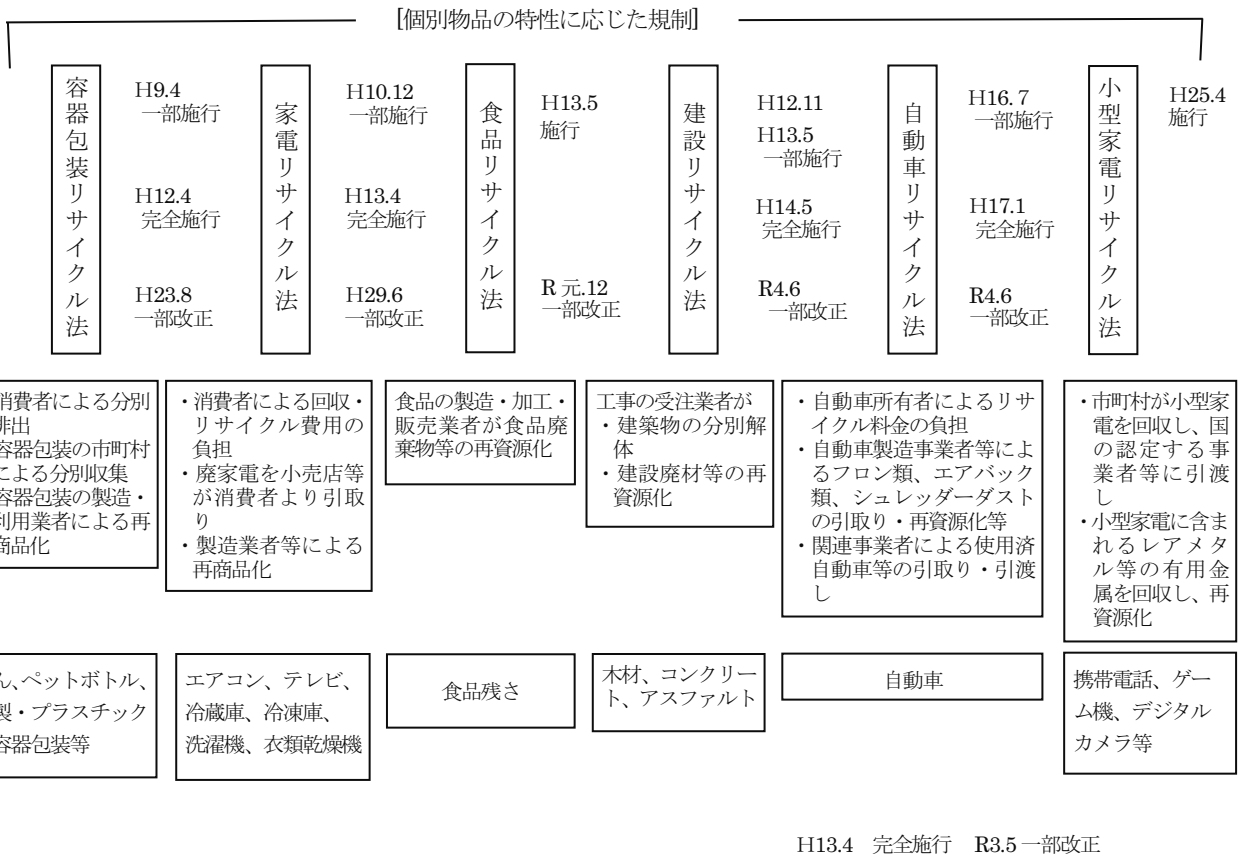 [個別物品の特性に応じた規制]
容器包装リサイクル法
H9.4
一部施行
H12.4
完全施行
H23.8
一部改正
家電リサイクル法
H10.12
一部施行
H13.4
完全施行
H29.6
一部改正
食品リサイクル法
H13.5
施行
R元.12
一部改正
建設リサイクル法
H12.11
H13.5
一部施行
H14.5
完全施行
R4.6
一部改正
自動車リサイクル法
H16.7
一部施行
H17.1
完全施行
R4.6
一部改正
小型家電リサイクル法
H25.4
施行
消費者による分別
排出
容器包装の市町村
による分別収集
容器包装の製造・
利用業者による再
商品化
・消費者による回収・
リサイクル費用の
負担
・廃家電を小売店等
が消費者より引取
り
・製造業者等による
再商品化
食品の製造・加工・
販売業者が食品廃
棄物等の再資源化
工事の受注業者が
・建築物の分別解
体
・建設廃材等の再
資源化
・自動車所有者によるリサ
イクル料金の負担
・自動車製造事業者等によ
るフロン類、エアバック
類、シュレッダーダスト
の引取り・再資源化等
・関連事業者による使用済
自動車等の引取り・引渡
し
・市町村が小型家
電を回収し、国
の認定する事
業者等に引渡
し
・小型家電に含ま
れるレアメタ
ル等の有用金
属を回収し、再
資源化
ん、ペットボトル、
製・プラスチック
容器包装等
エアコン、テレビ、
冷蔵庫、冷凍庫、
洗濯機、衣類乾燥機
食品残さ
木材、コンクリー
ト、アスファルト
自動車
携帯電話、ゲー
ム機、デジタル
カメラ等
H13.4 完全施行 R3.5 一部改正